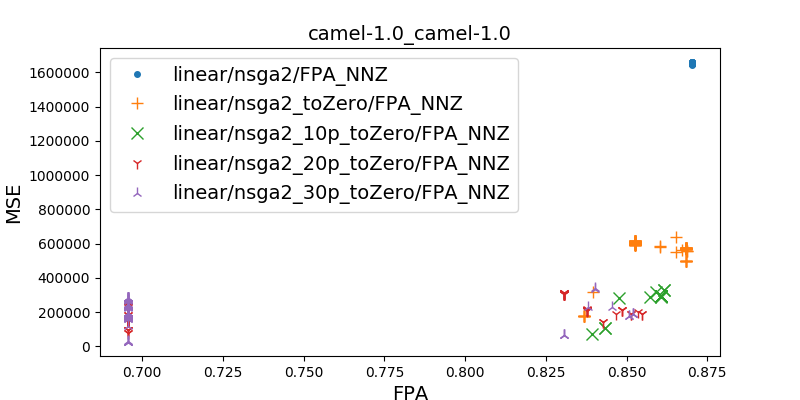 camel-1.0_camel-1.0
linear/nsga2/FPA_NNZ
linear/nsga2_toZero/FPA_NNZ
linear/nsga2_10p_toZero/FPA_NNZ
linear/nsga2_20p_toZero/FPA_NNZ
linear/nsga2_30p_toZero/FPA_NNZ
MSE
1600000
1400000
1200000
1000000
800000
600000
400000
200000
0
0.700 0.725 0.750 0.775 0.800 0.825 0.850 0.875
FPA